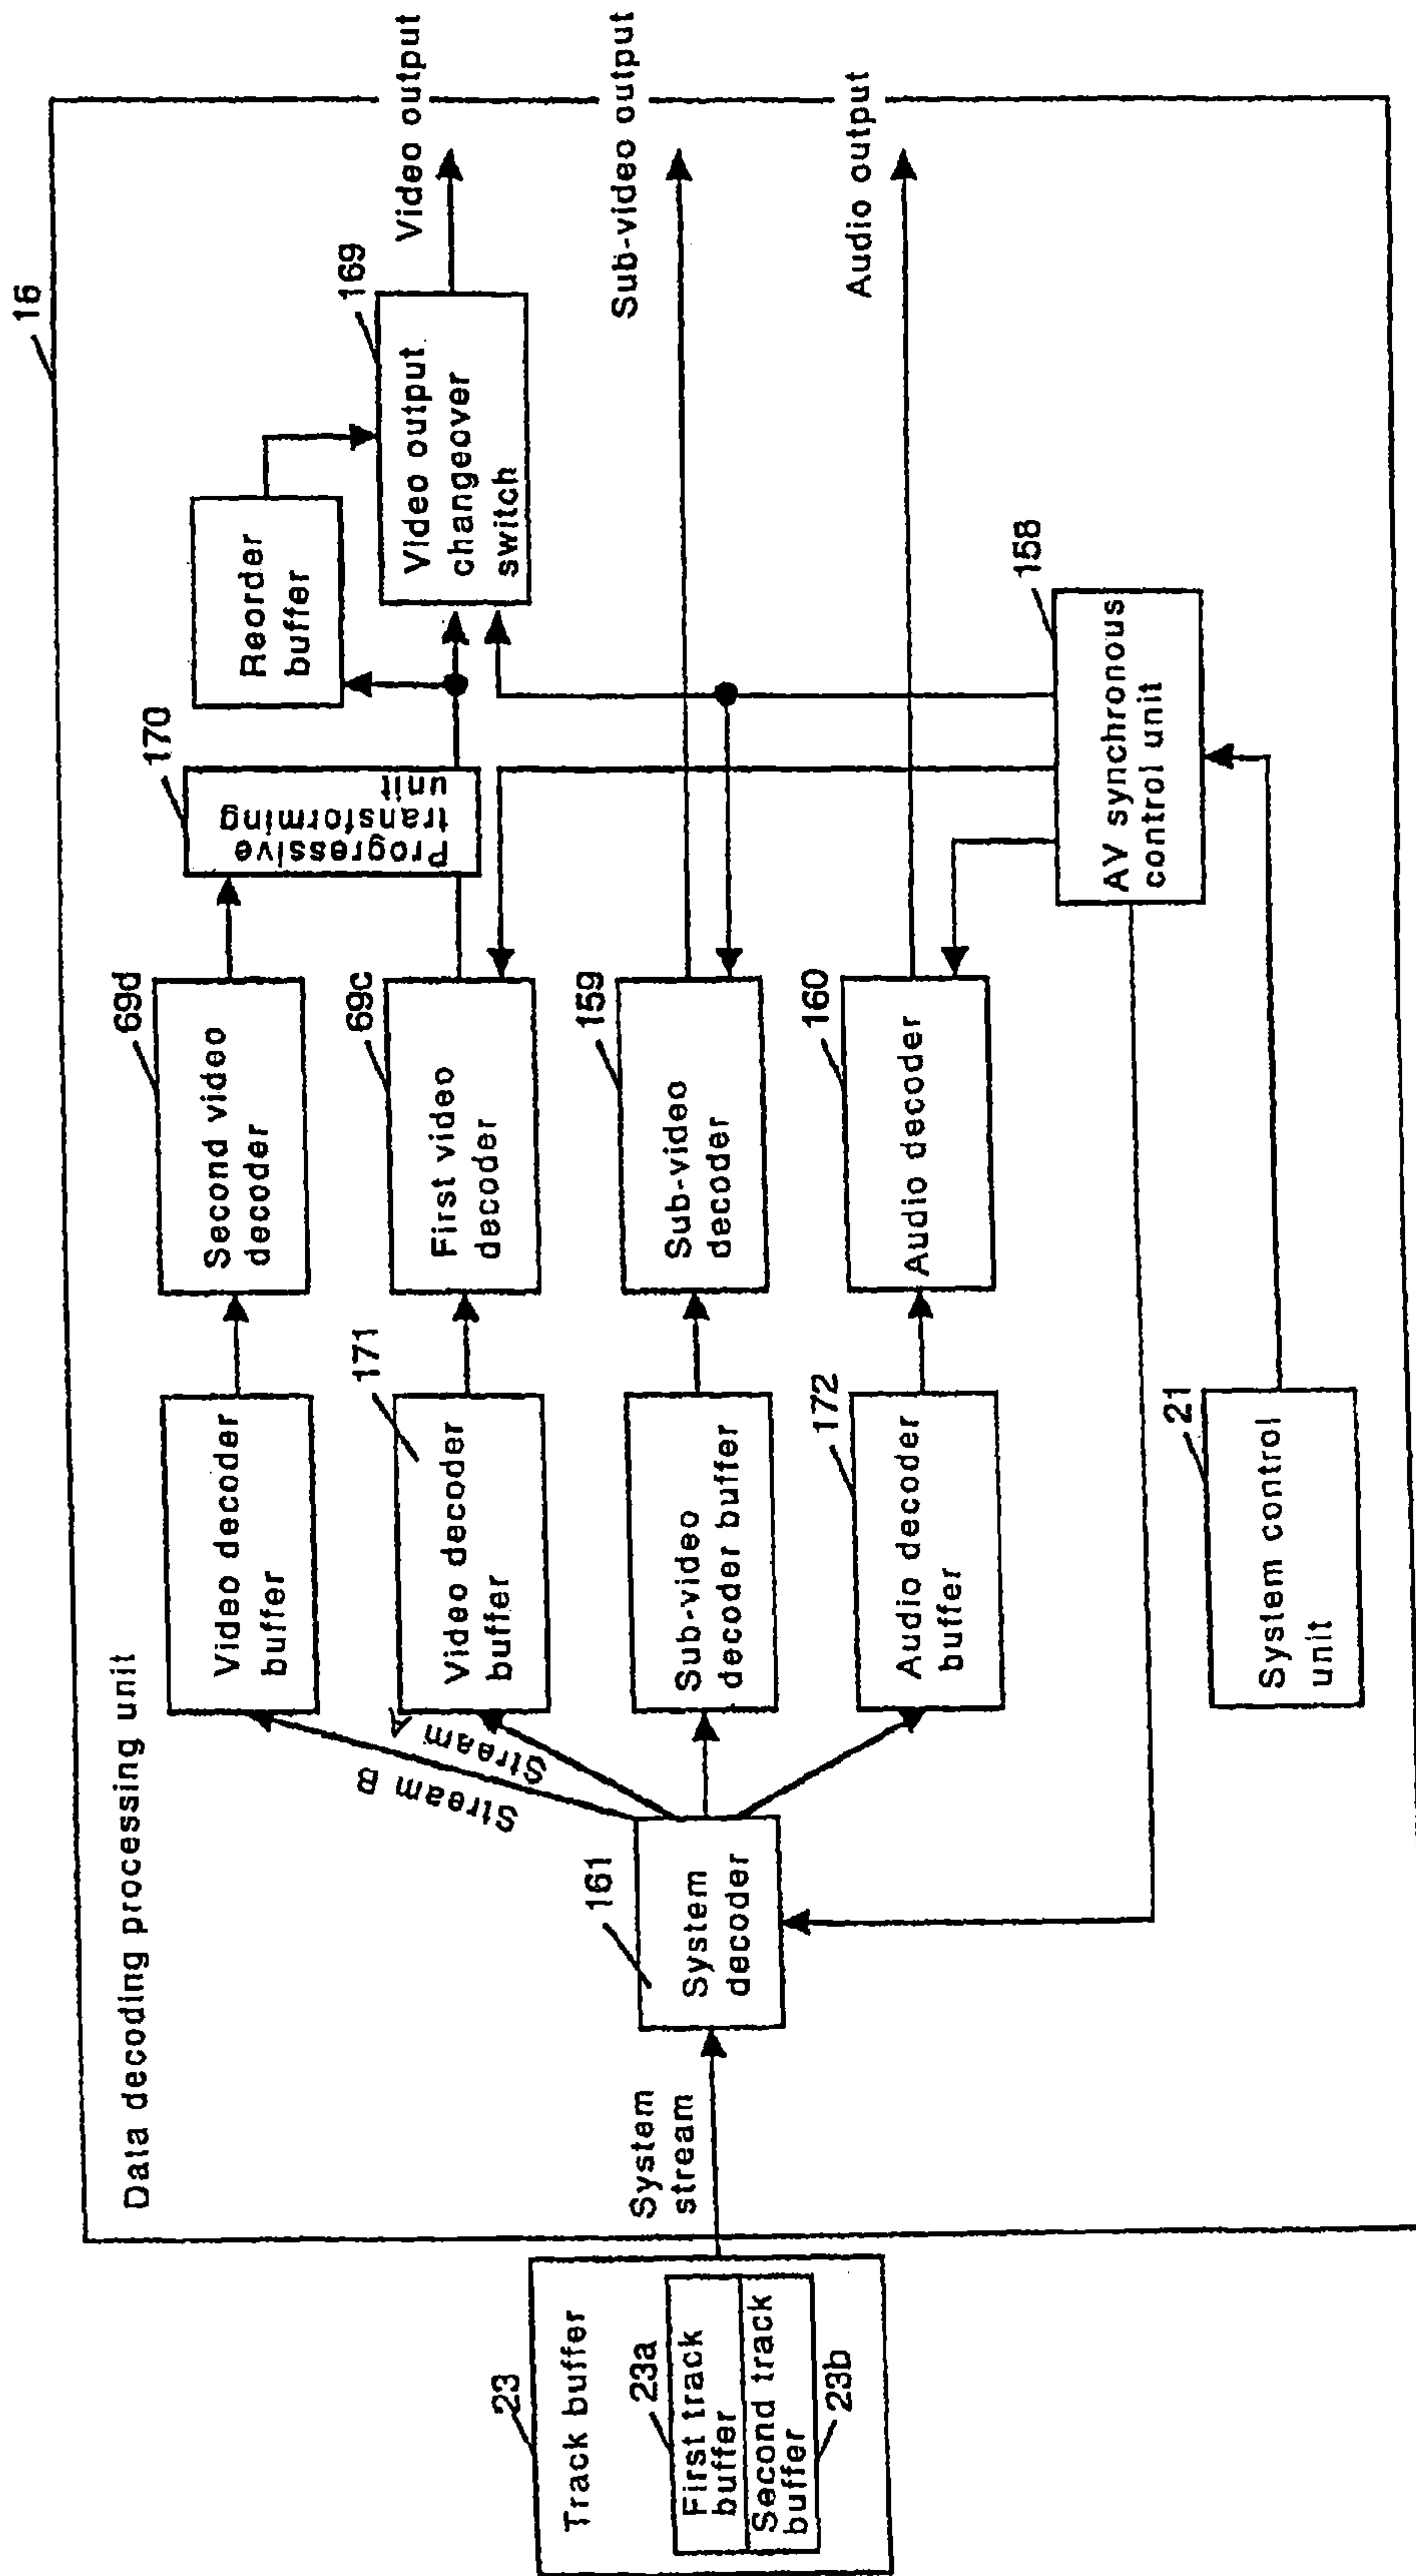 16
Data decoding processing unit
23
Track buffer
23a
First track
buffer
Second track
buffer
23b
System
stream
161
System
decoder
Stream B
Stream A
Video decoder
buffer
171
Video decoder
buffer
Sub-video
decoder buffer
172
Audio decoder
buffer
21
System control
unit
69d
Second video
decoder
69c
First video
decoder
159
Sub-video
decoder
160
Audio decoder
170
Progressive
transforming
unit
Reorder
buffer
158
AV synchronous
control unit
169
Video output
changeover
switch
Video output
Sub-video output
Audio output